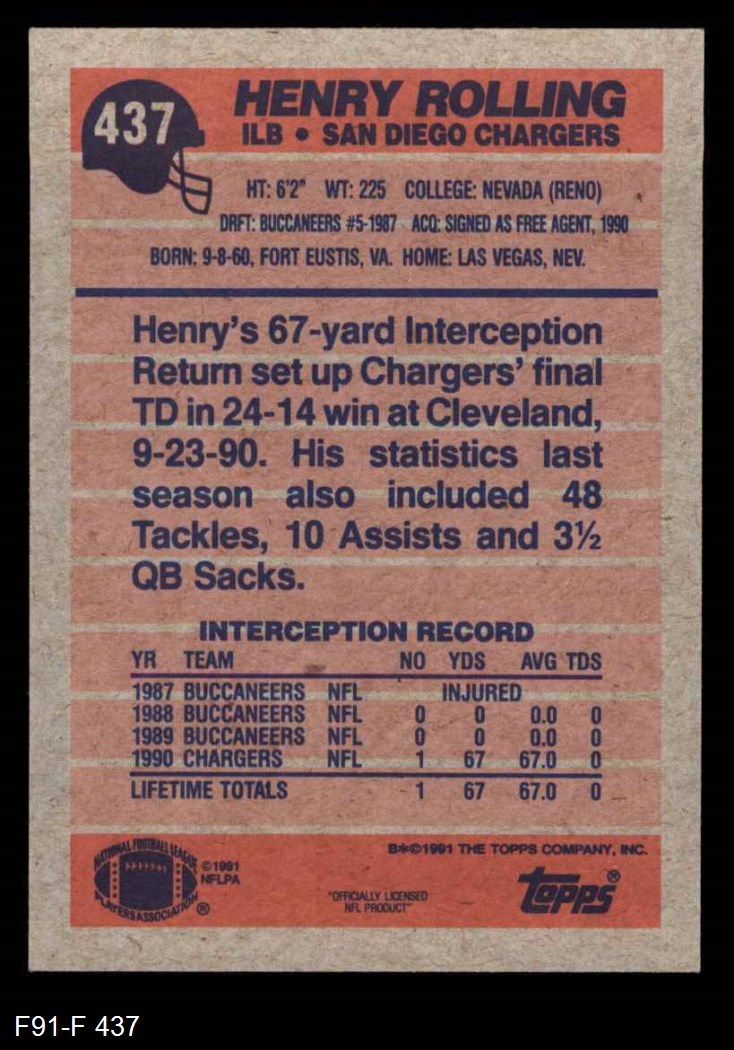 437
HENRY ROLLING
ILB • SAN DIEGO CHARGERS
HT: 6'2" WT: 225 COLLEGE: NEVADA (RENO)
DRFT: BUCCANEERS #5-1987 ACQ: SIGNED AS FREE AGENT, 1990
BORN: 9-8-60, FORT EUSTIS, VA. HOME: LAS VEGAS, NEV.
Henry's 67-yard Interception
Return set up Chargers' final
TD in 24-14 win at Cleveland,
9-23-90. His statistics last
season also included 48
Tackles, 10 Assists and 3½
QB Sacks.
INTERCEPTION RECORD
YR TEAM NO YDS AVG TDS
1987 BUCCANEERS NFL INJURED
1988 BUCCANEERS NFL 0 0 0.0 0
1989 BUCCANEERS NFL 0 0 0.0 0
1990 CHARGERS NFL 1 67 67.0 0
LIFETIME TOTALS 1 67 67.0 0
NATIONAL FOOTBALL LEAGUE
PLAYERS ASSOCIATION ®
©1991
NFLPA
"OFFICIALLY LICENSED
NFL PRODUCT"
B*©1991 THE TOPPS COMPANY, INC.
topps®
F91-F 437